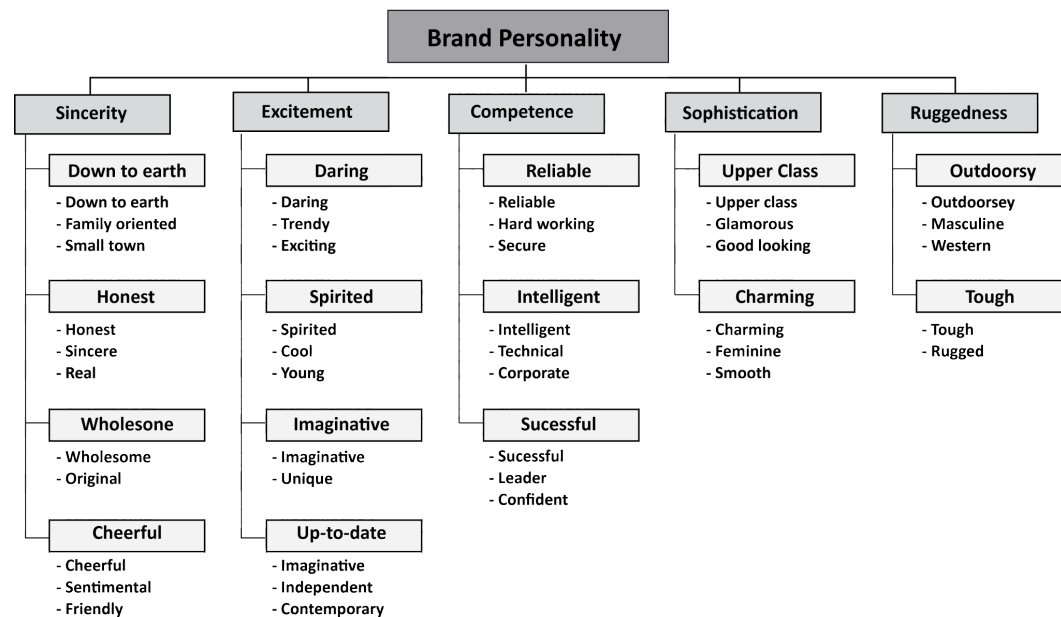 Brand Personality
Sincerity
Down to earth
- Down to earth
- Family oriented
- Small town
Honest
- Honest
- Sincere
- Real
Wholesone
- Wholesome
- Original
Cheerful
- Cheerful
- Sentimental
- Friendly
Excitement
Daring
- Daring
- Trendy
- Exciting
Spirited
- Spirited
- Cool
- Young
Imaginative
- Imaginative
- Unique
Up-to-date
- Imaginative
- Independent
- Contemporary
Competence
Reliable
- Reliable
- Hard working
- Secure
Intelligent
- Intelligent
- Technical
- Corporate
Sucessful
- Sucessful
- Leader
- Confident
Sophistication
Upper Class
- Upper class
- Glamorous
- Good looking
Charming
- Charming
- Feminine
- Smooth
Ruggedness
Outdoorsy
- Outdoorsey
- Masculine
- Western
Tough
- Tough
- Rugged